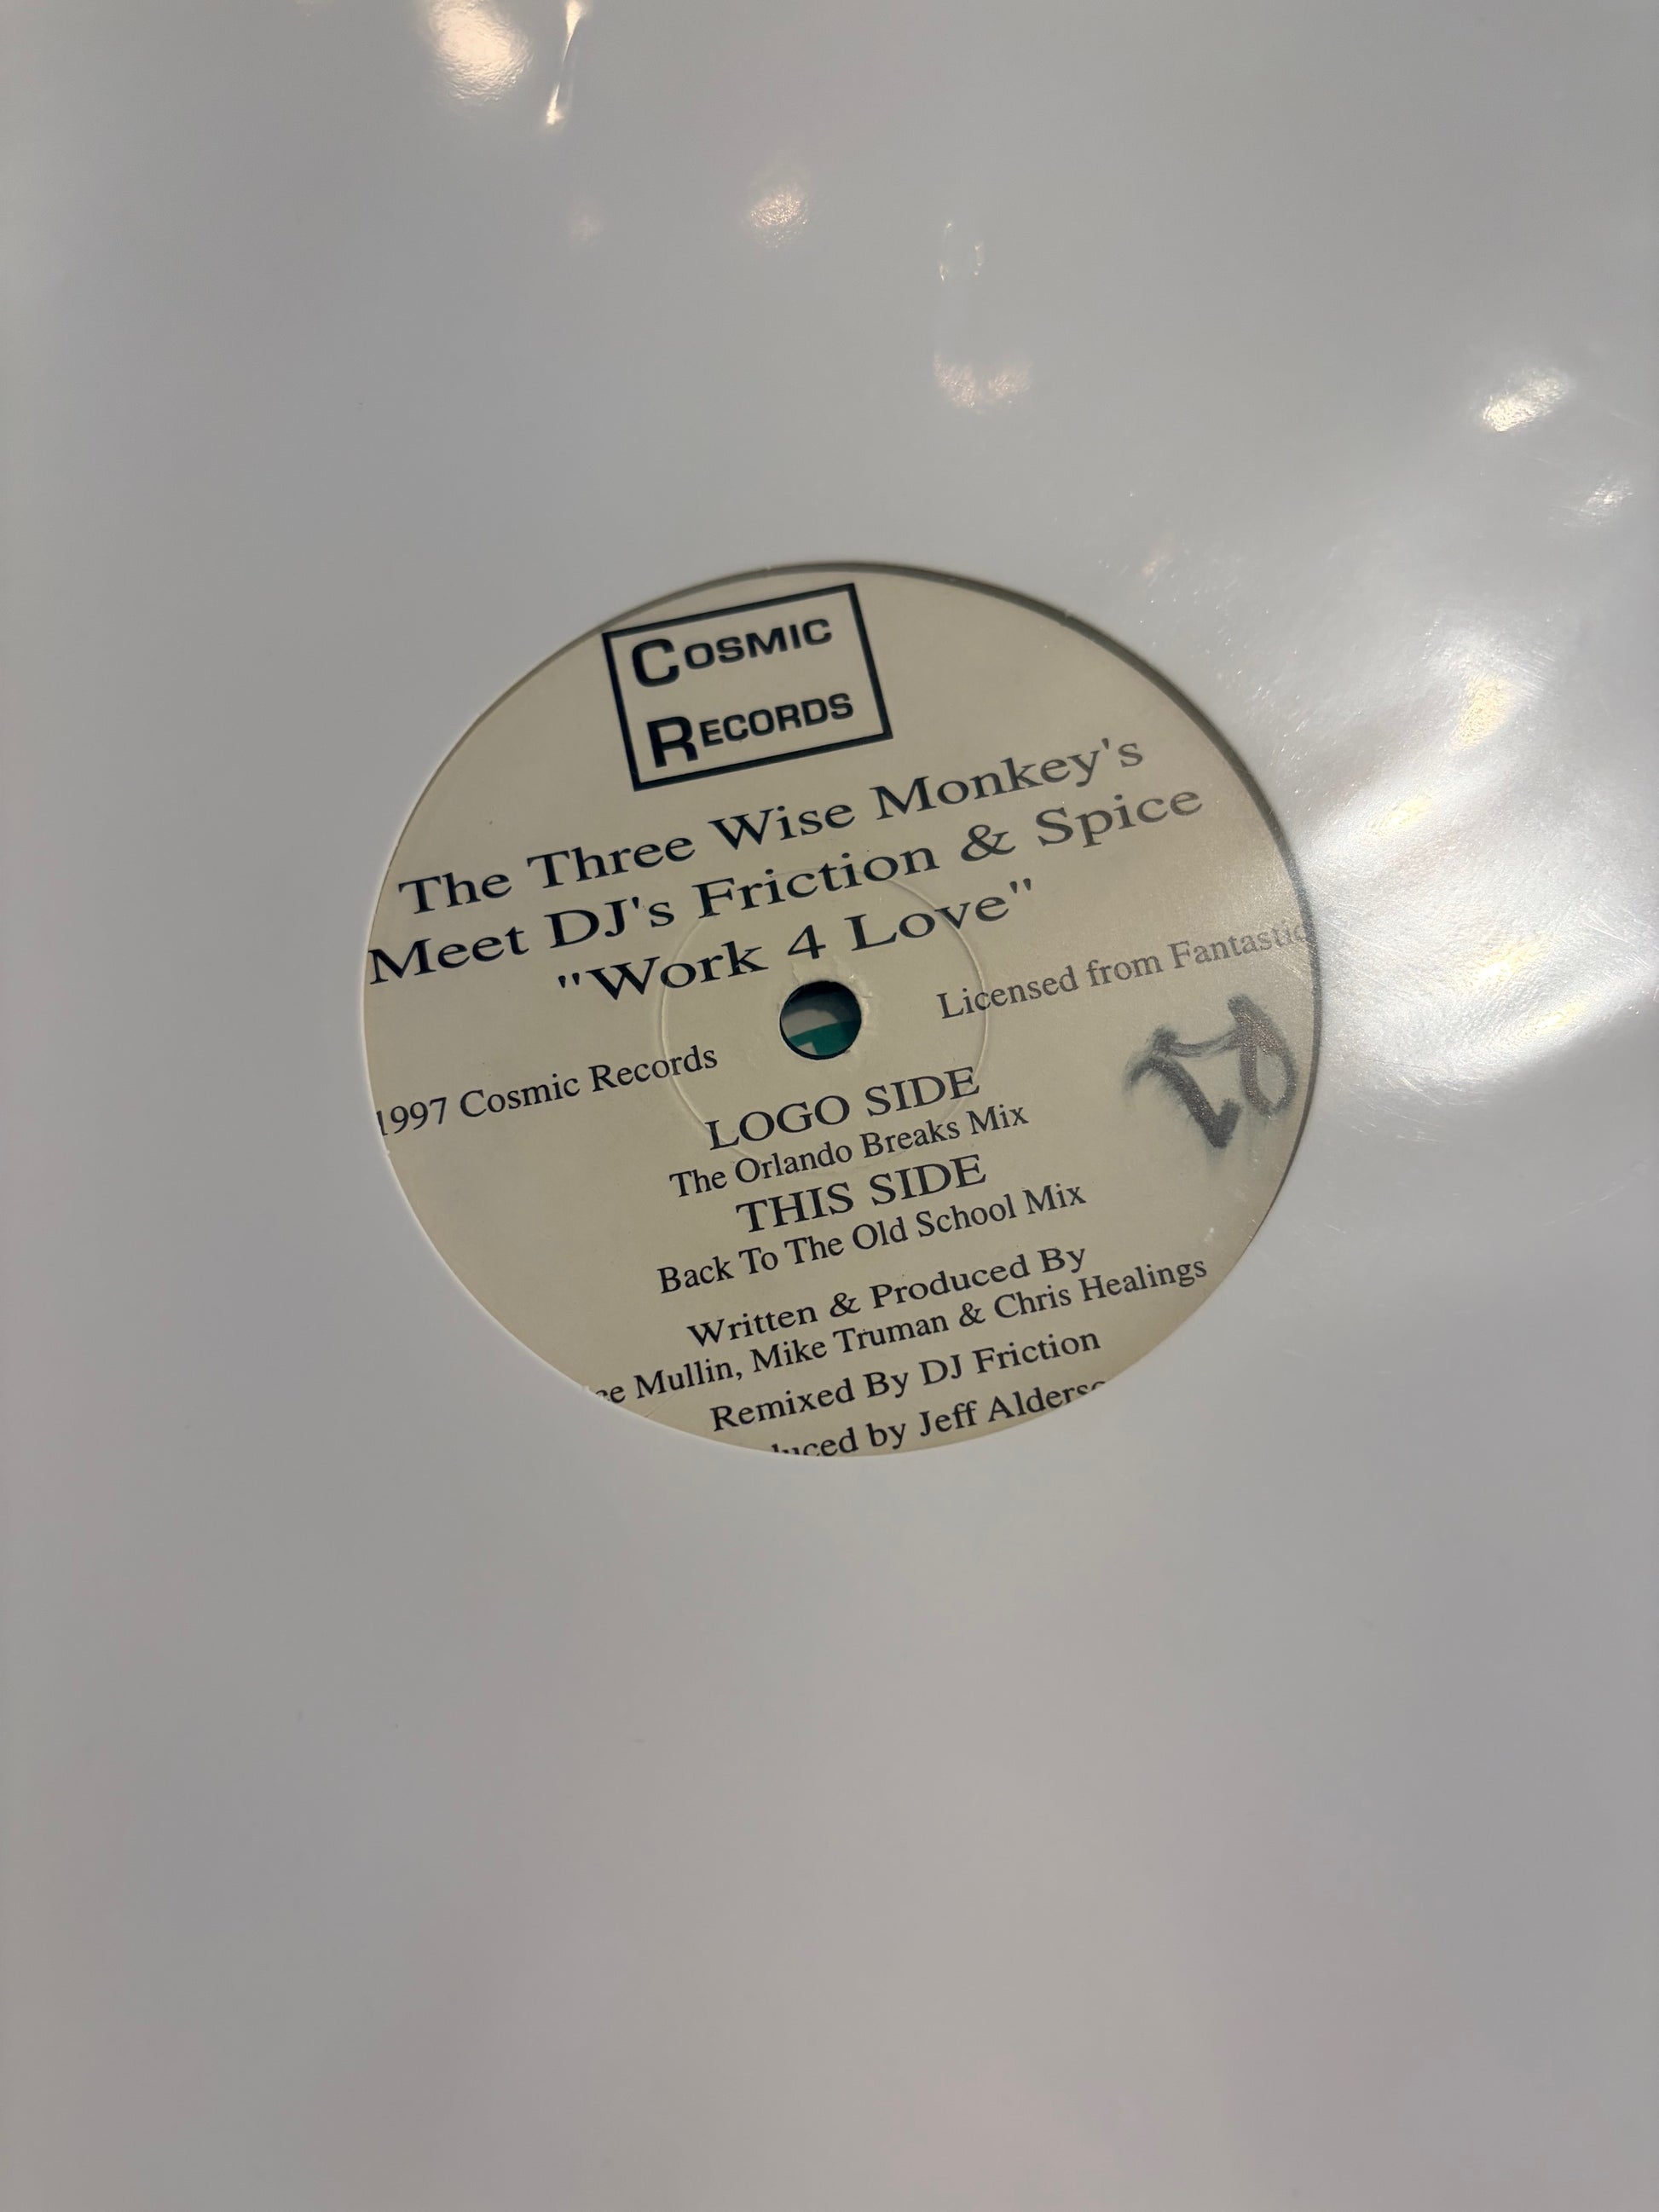 COSMIC
RECORDS
The Three Wise Monkey's
Meet DJ's Friction & Spice
"Work 4 Love"
Licensed from Fantastic
1997 Cosmic Records
LOGO SIDE
The Orlando Breaks Mix
THIS SIDE
Back To The Old School Mix
Written & Produced By
Mullin, Mike Truman & Chris Healings
Remixed By DJ Friction
by Jeff